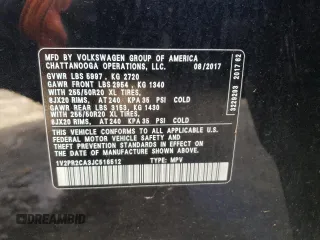 MFD BY VOLKSWAGEN GROUP OF AMERICA
CHATTANOOGA OPERATIONS, LLC. 08/2017
GVWR LBS 5997, KG 2720
GAWR FRONT LBS 2954, KG 1340
WITH 255/50R20 XL TIRES,
8JX20 RIMS, AT 240 KPA 35 PSI COLD
GAWR REAR LBS 3153, KG 1430
WITH 255/50R20 XL TIRES,
8JX20 RIMS, AT 240 KPA 35 PSI COLD
THIS VEHICLE CONFORMS TO ALL APPLICABLE U.S.
FEDERAL MOTOR VEHICLE SAFETY STANDARDS IN
EFFECT ON THE DATE OF MANUFACTURE SHOWN ABOVE.
TYPE: MPV
DREAMBID